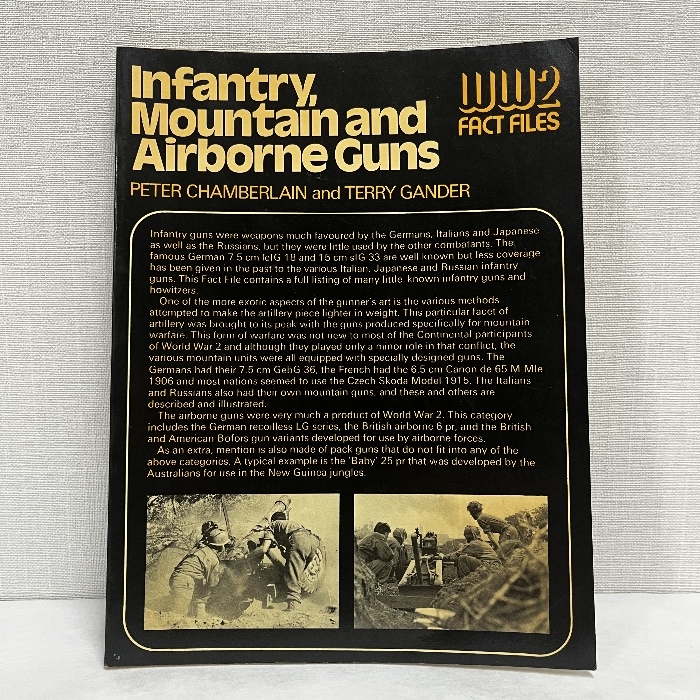 Infantry,
Mountain and
Airborne Guns
WW2
FACT FILES
PETER CHAMBERLAIN and TERRY GANDER
Infantry guns were weapons much favoured by the Germans, Italians and Japanese
as well as the Russians, but they were little used by the other combatants. The
famous German 7.5 cm leIG 18 and 15 cm sIG 33 are well known but less coverage
has been given in the past to the various Italian, Japanese and Russian infantry
guns. This Fact File contains a full listing of many little known infantry guns and
howitzers.
One of the more exotic aspects of the gunner's art is the various methods
attempted to make the artillery piece lighter in weight. This particular facet of
artillery was brought to its peak with the guns produced specifically for mountain
warfare. This form of warfare was not new to most of the Continental participants
of World War 2 and although they played only a minor role in that conflict, the
various mountain units were all equipped with specially designed guns. The
Germans had their 7.5 cm GebG 36, the French had the 6.5 cm Canon de 65 M Mle
1906 and most nations seemed to use the Czech Skoda Model 1915. The Italians
and Russians also had their own mountain guns, and these and others are
described and illustrated.
The airborne guns were very much a product of World War 2. This category
includes the German recoilless LG series, the British airborne 6 pr, and the British
and American Bofors gun variants developed for use by airborne forces.
As an extra, mention is also made of pack guns that do not fit into any of the
above categories. A typical example is the 'Baby' 25 pr that was developed by the
Australians for use in the New Guinea jungles.